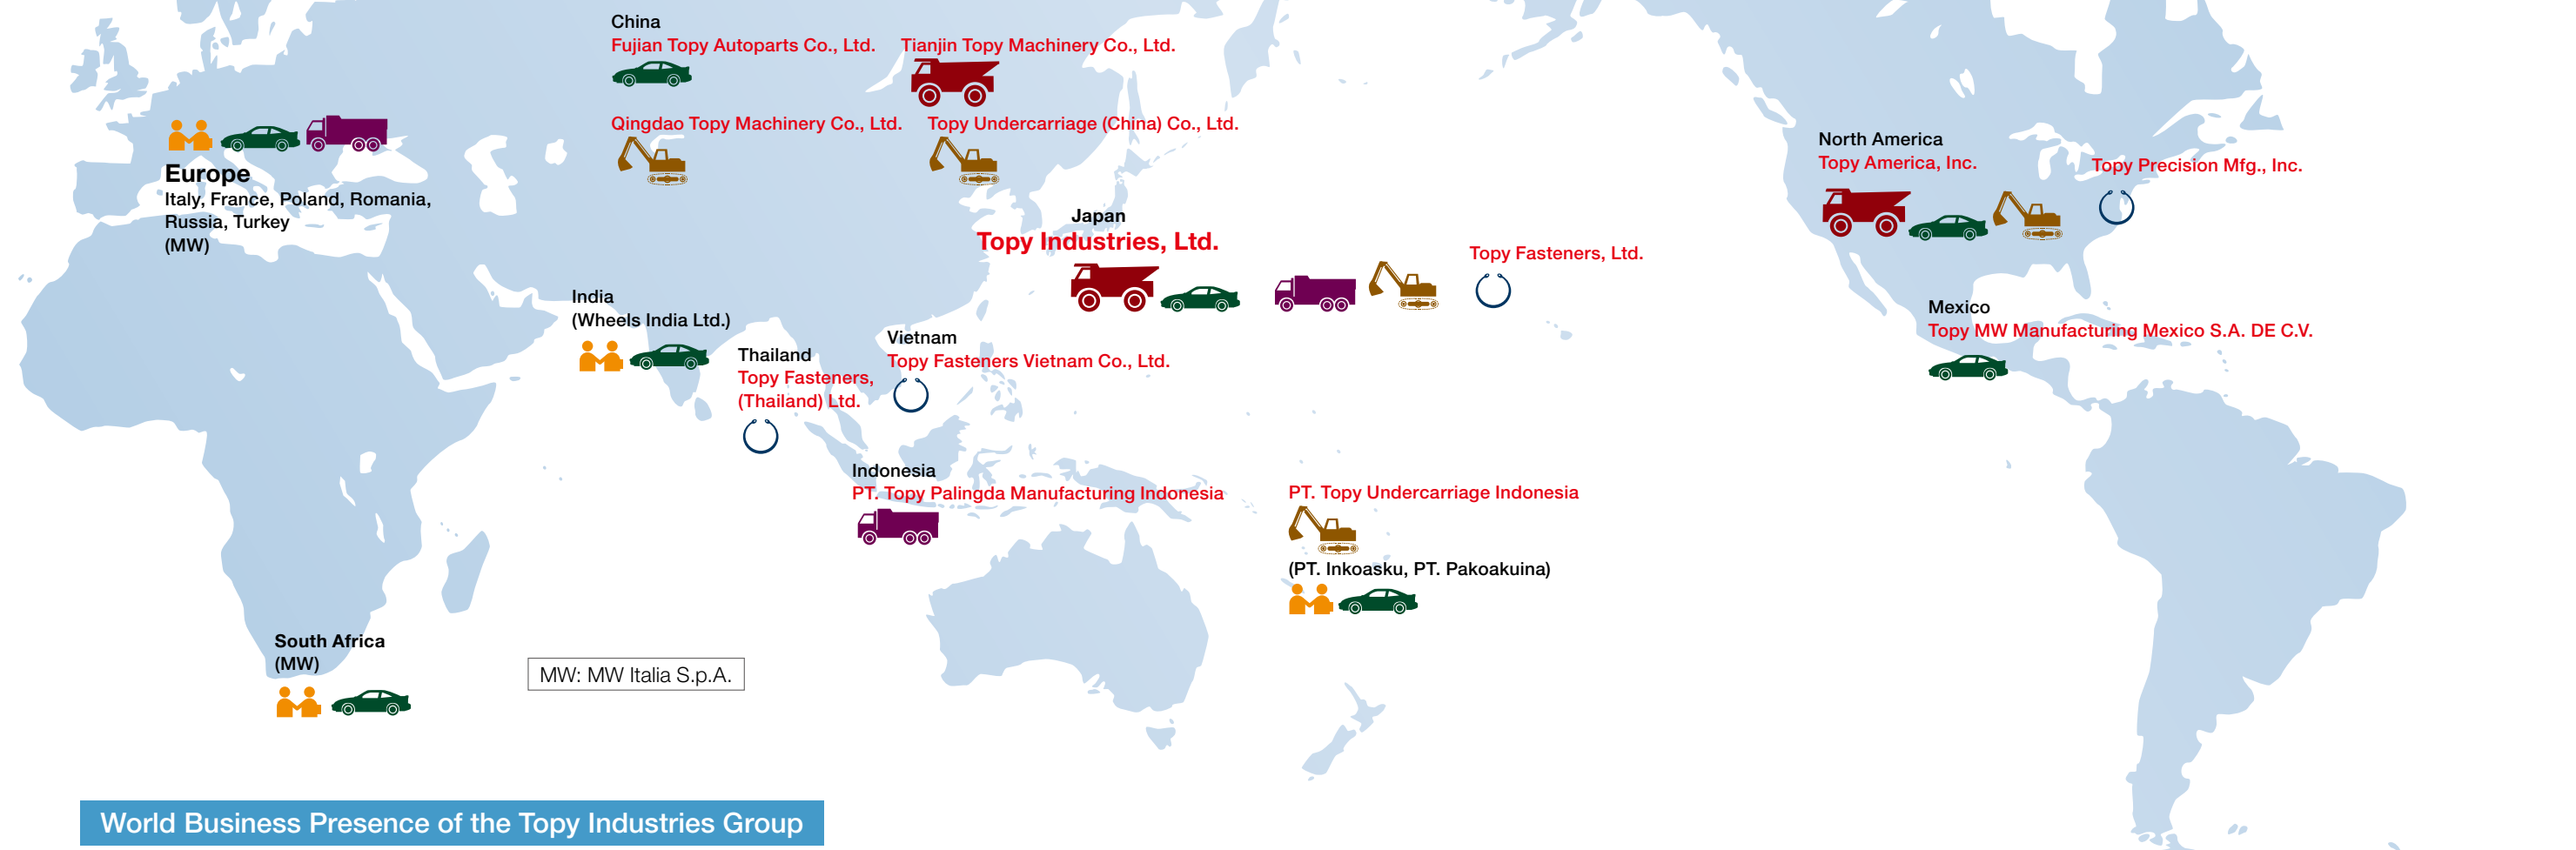 China
Fujian Topy Autoparts Co., Ltd.
Tianjin Topy Machinery Co., Ltd.
Qingdao Topy Machinery Co., Ltd.
Topy Undercarriage (China) Co., Ltd.
Europe
Italy, France, Poland, Romania,
Russia, Turkey
(MW)
Japan
Topy Industries, Ltd.
Topy Fasteners, Ltd.
North America
Topy America, Inc.
Topy Precision Mfg., Inc.
Mexico
Topy MW Manufacturing Mexico S.A. DE C.V.
India
(Wheels India Ltd.)
Thailand
Topy Fasteners,
(Thailand) Ltd.
Vietnam
Topy Fasteners Vietnam Co., Ltd.
Indonesia
PT. Topy Palingda Manufacturing Indonesia
PT. Topy Undercarriage Indonesia
(PT. Inkoasku, PT. Pakoakuina)
South Africa
(MW)
MW: MW Italia S.p.A.
World Business Presence of the Topy Industries Group